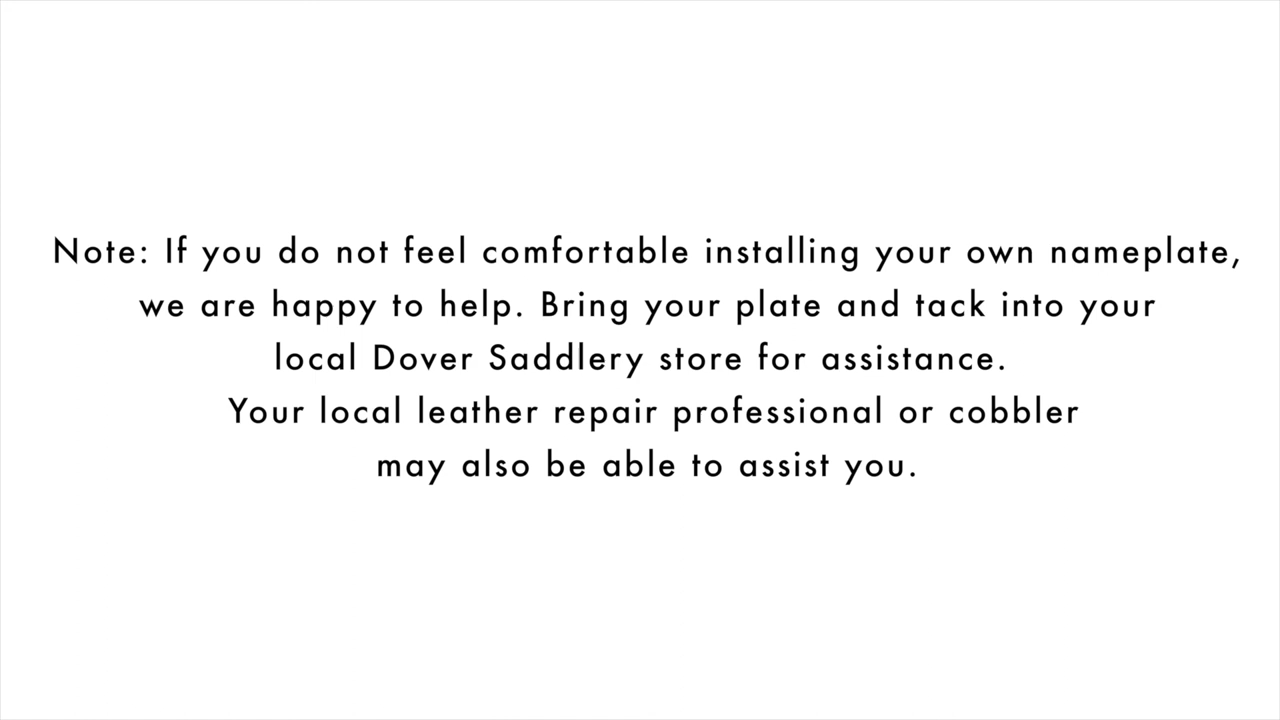 Note: If you do not feel comfortable installing your own nameplate,
we are happy to help. Bring your plate and tack into your
local Dover Saddlery store for assistance.
Your local leather repair professional or cobbler
may also be able to assist you.